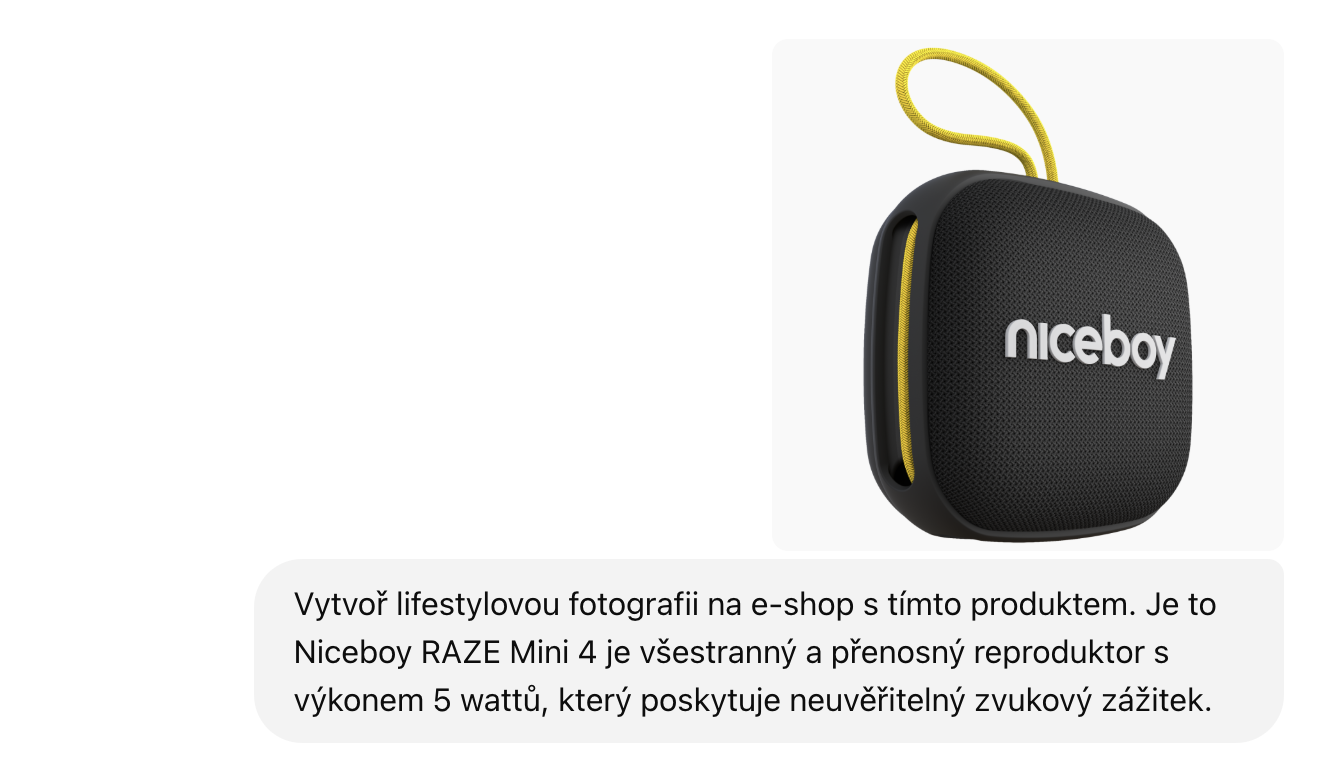 niceboy
Vytvoř lifestylovou fotografii na e-shop s tímto produktem. Je to
Niceboy RAZE Mini 4 je všestranný a přenosný reproduktor s
výkonem 5 wattů, který poskytuje neuvěřitelný zvukový zážitek.